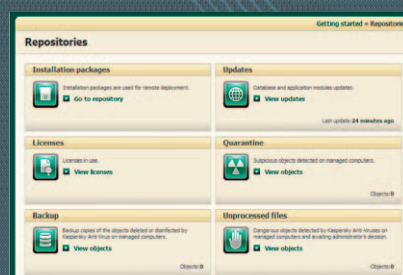 Getting started » Repositories
Repositories
Installation packages
Installation packages are used for remote deployment.
Go to repository
Updates
Database and application modules updates.
View updates
Last update: 24 minutes ago
Licenses
Licenses in use.
View licenses
Quarantine
Suspicious objects detected on managed computers.
View objects
Objects: 0
Backup
Backup copies of the objects deleted or disinfected by
Kaspersky Anti-Virus on managed computers.
View objects
Objects: 0
Unprocessed files
Dangerous objects detected by Kaspersky Anti-Viruses on
managed computers and awaiting administrator's decision.
View objects
Objects: 0